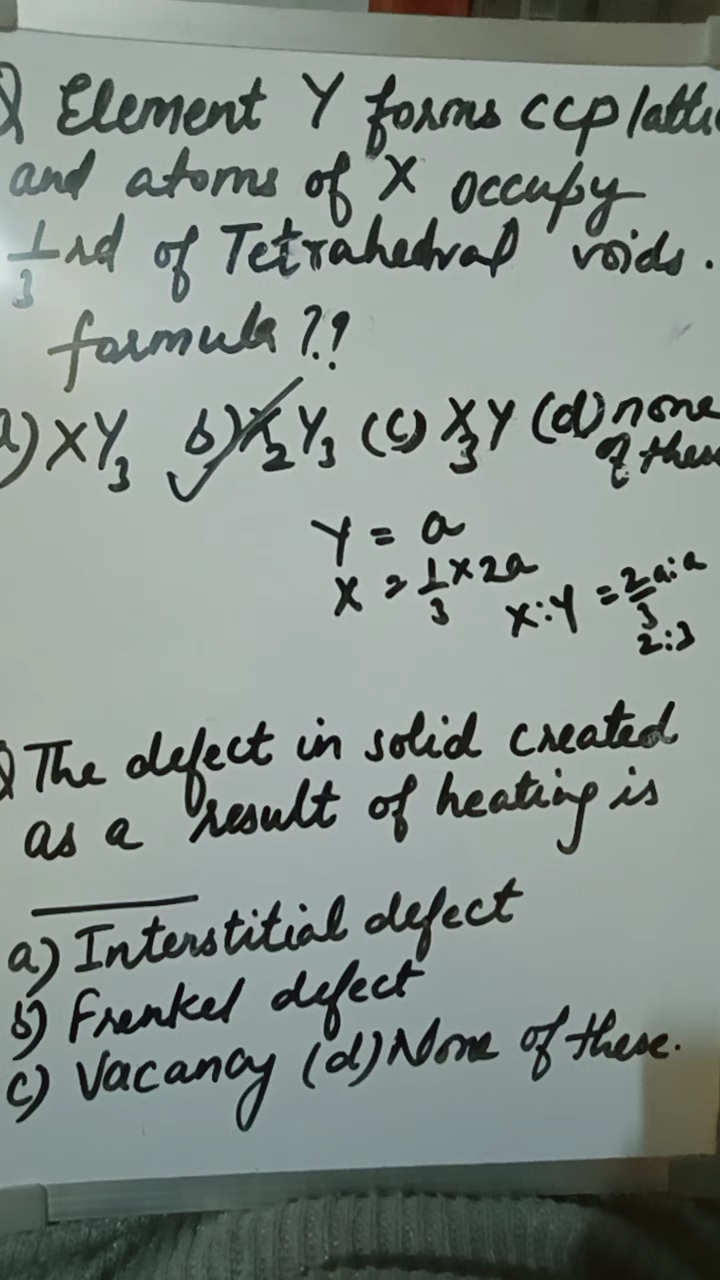 Q Element Y forms ccp latti
and atoms of X occupy
1/3 rd of Tetrahedral voids.
formula ??
a) XY3 b) X2Y3 (c) X3Y (d) none
of these
Y = a
X = 1/3 x 2a
X:Y = 2/3 a:a
2:3
Q The defect in solid created
as a result of heating is
a) Interstitial defect
b) Frenkel defect
c) Vacancy (d) None of these.